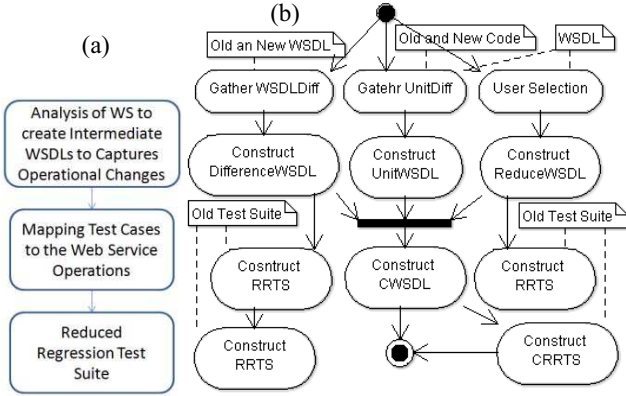 (a)
Analysis of WS to
create Intermediate
WSDLs to Captures
Operational Changes
Mapping Test Cases
to the Web Service
Operations
Reduced
Regression Test
Suite
(b)
Old an New WSDL
Old and New Code
WSDL
Gather WSDLDiff
Gatehr UnitDiff
User Selection
Construct
DifferenceWSDL
Construct
UnitWSDL
Construct
ReduceWSDL
Old Test Suite
Old Test Suite
Cosntruct
RRTS
Construct
CWSDL
Construct
RRTS
Construct
RRTS
Construct
CRRTS